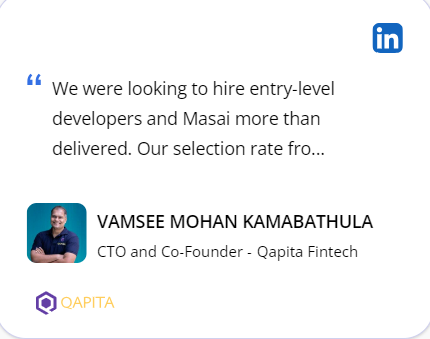 in
“ We were looking to hire entry-level
developers and Masai more than
delivered. Our selection rate fro...
VAMSEE MOHAN KAMABATHULA
CTO and Co-Founder - Qapita Fintech
QAPITA